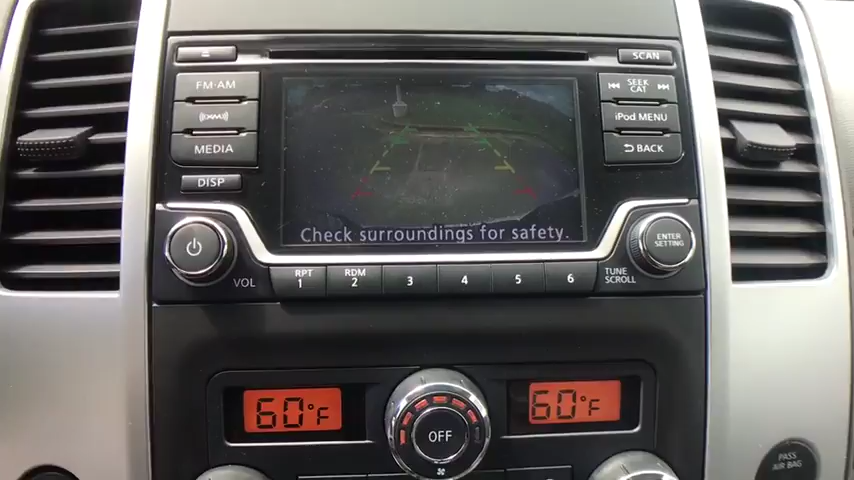 SCAN
FM·AM
SEEK
CAT
((XM))
iPod MENU
MEDIA
BACK
DISP
Check surroundings for safety.
ENTER
SETTING
VOL
RPT
1
RDM
2
3
4
5
6
TUNE
SCROLL
60°F
60°F
OFF
PASS
AIR BAG